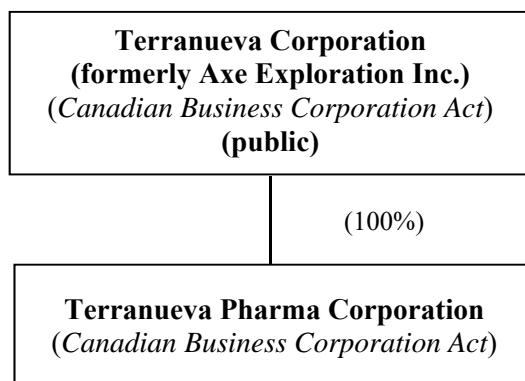 Terranueva Corporation
(formerly Axe Exploration Inc.)
(Canadian Business Corporation Act)
(public)
(100%)
Terranueva Pharma Corporation
(Canadian Business Corporation Act)